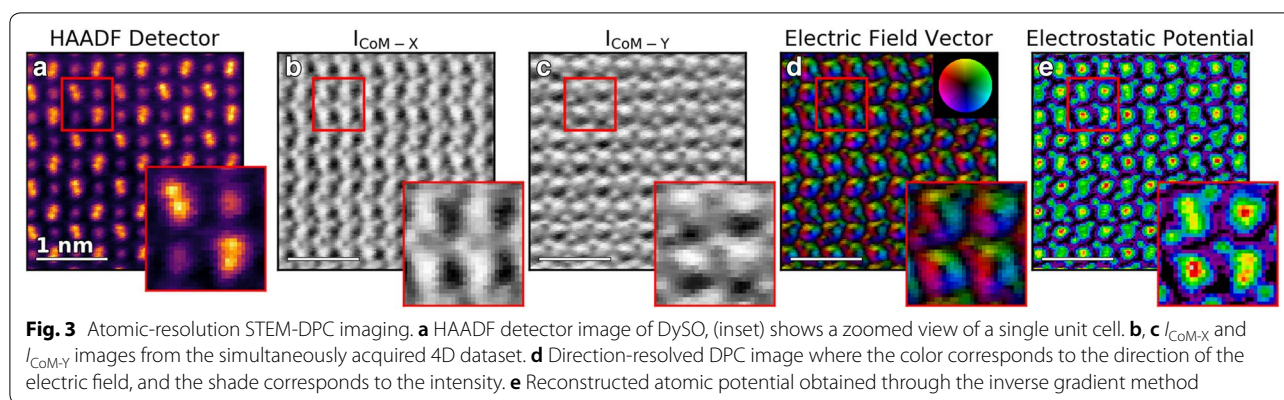 HAADF Detector
I_CoM – X
I_CoM – Y
Electric Field Vector
Electrostatic Potential
a
b
c
d
e
1 nm
Fig. 3 Atomic-resolution STEM-DPC imaging. a HAADF detector image of DySO, (inset) shows a zoomed view of a single unit cell. b, c I_CoM-X and
I_CoM-Y images from the simultaneously acquired 4D dataset. d Direction-resolved DPC image where the color corresponds to the direction of the
electric field, and the shade corresponds to the intensity. e Reconstructed atomic potential obtained through the inverse gradient method